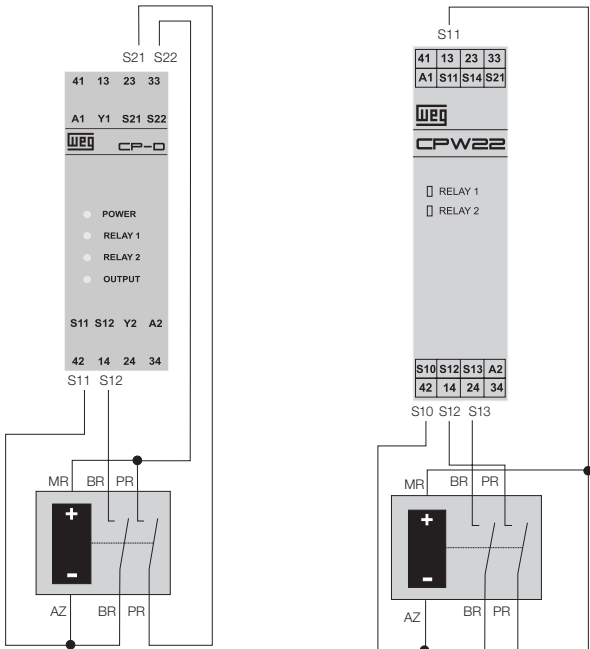 S21 S22
41 13 23 33
A1 Y1 S21 S22
WEG CP-D
POWER
RELAY 1
RELAY 2
OUTPUT
S11 S12 Y2 A2
42 14 24 34
S11 S12
MR BR PR
+
-
AZ BR PR
S11
41 13 23 33
A1 S11 S14 S21
WEG
CPW22
RELAY 1
RELAY 2
S10 S12 S13 A2
42 14 24 34
S10 S12 S13
MR BR PR
+
-
AZ BR PR